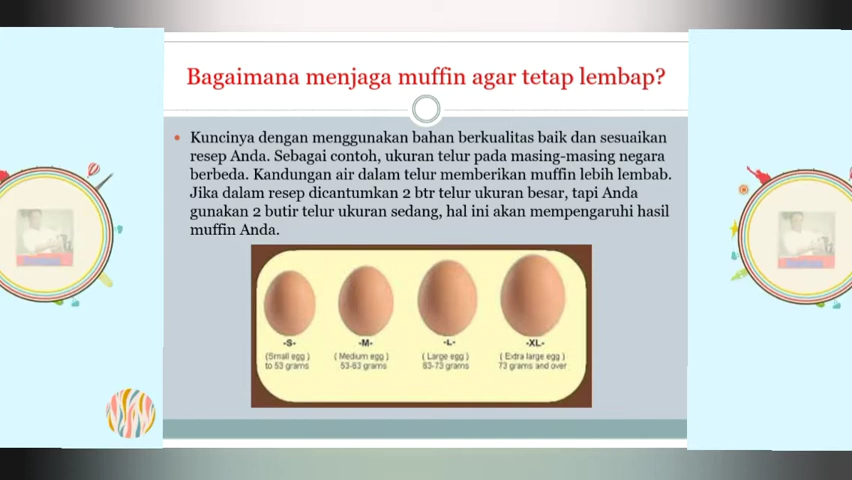 Bagaimana menjaga muffin agar tetap lembap?
• Kuncinya dengan menggunakan bahan berkualitas baik dan sesuaikan
resep Anda. Sebagai contoh, ukuran telur pada masing-masing negara
berbeda. Kandungan air dalam telur memberikan muffin lebih lembab.
Jika dalam resep dicantumkan 2 btr telur ukuran besar, tapi Anda
gunakan 2 butir telur ukuran sedang, hal ini akan mempengaruhi hasil
muffin Anda.
-S- -M- -L- -XL-
(Small egg) (Medium egg) (Large egg) (Extra large egg)
to 53 grams 53-63 grams 63-73 grams 73 grams and over